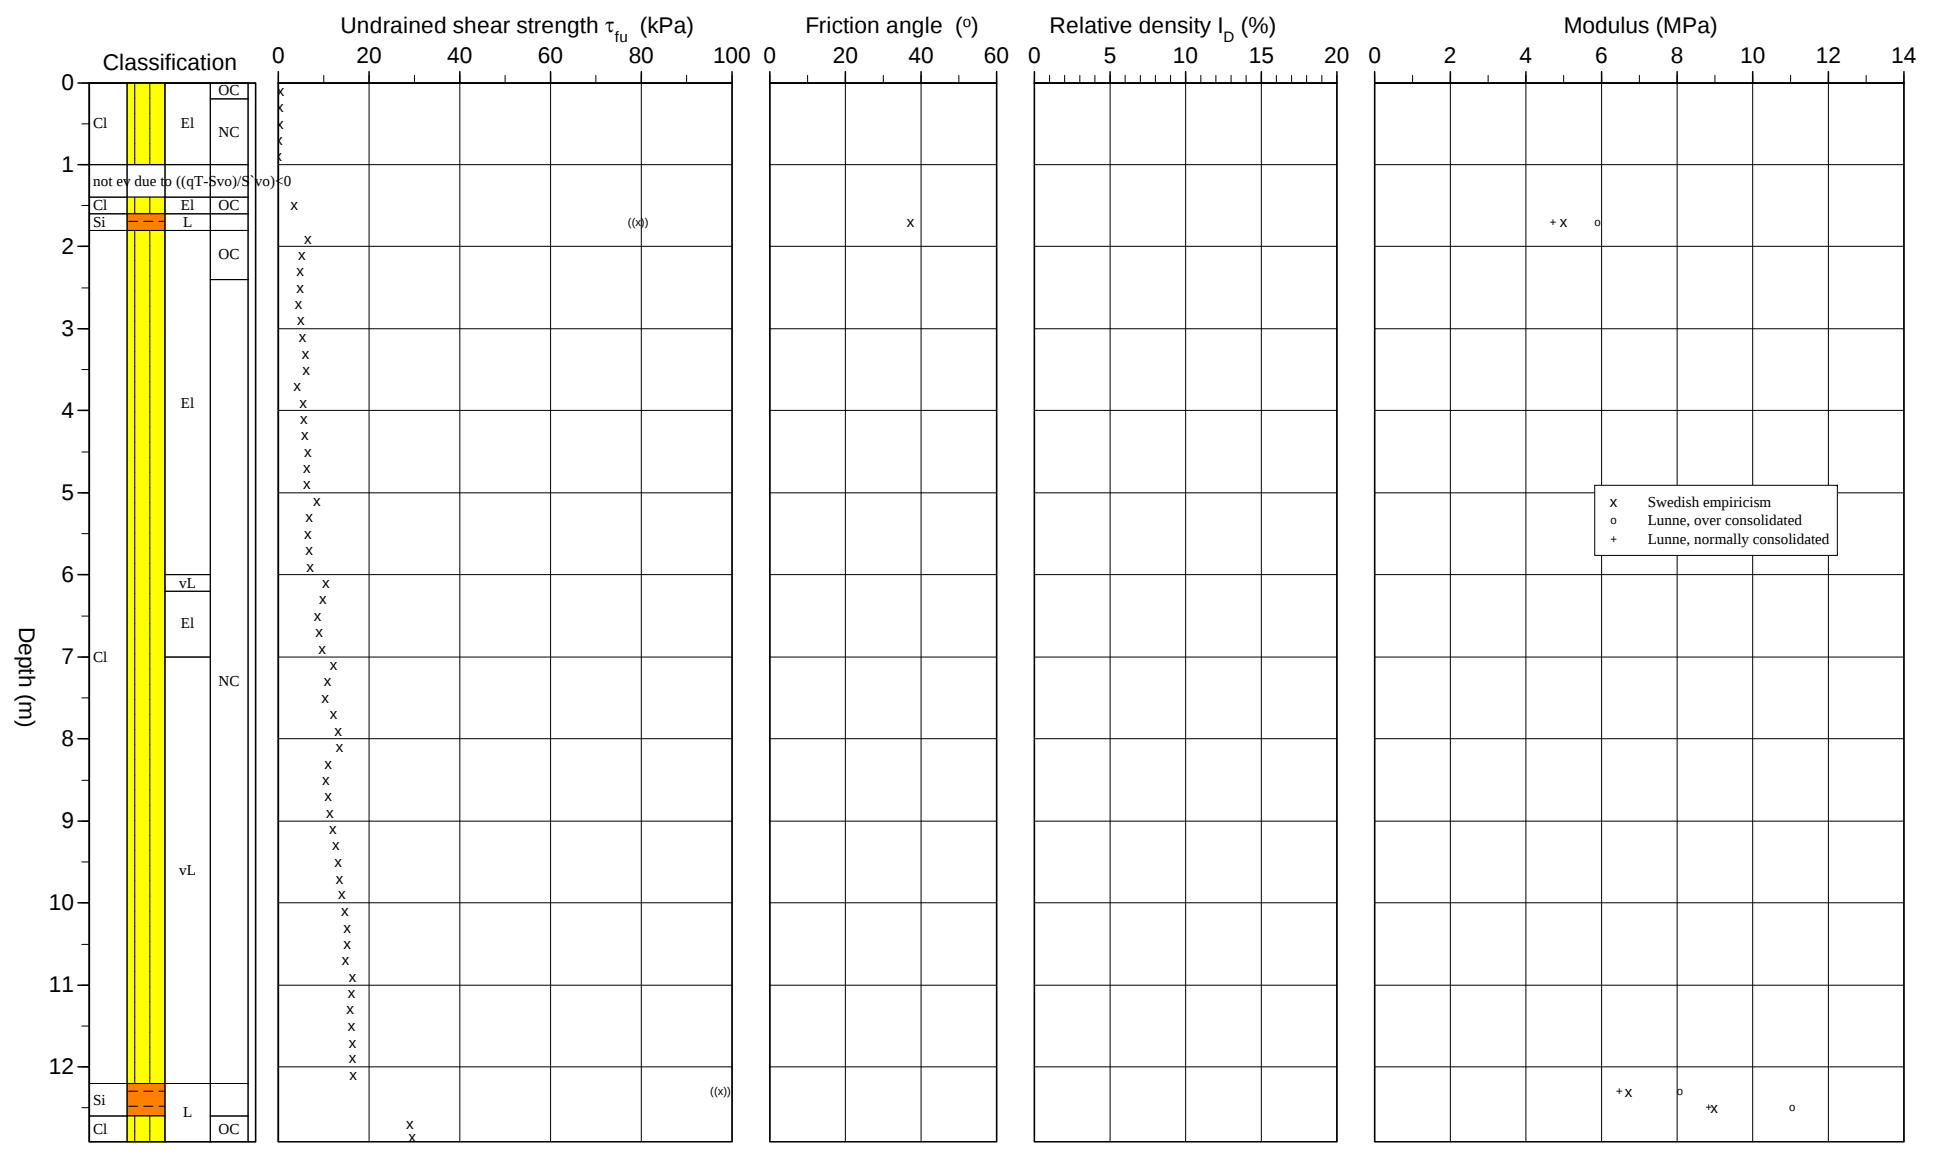 Undrained shear strength τfu (kPa)
Friction angle (o)
Relative density ID (%)
Modulus (MPa)
Classification
0 20 40 60 80 100
0 20 40 60
0 5 10 15 20
0 2 4 6 8 10 12 14
0
OC
Cl
El
NC
1
not ev due to ((qT-Svo)/S`vo)<0
Cl
El
OC
Si
L
((x))
x
+ x o
2
OC
3
4
El
5
x Swedish empiricism
o Lunne, over consolidated
+ Lunne, normally consolidated
6
vL
El
Depth (m)
7
Cl
NC
8
9
vL
10
11
12
Si
((x))
+ x o
L
+x o
Cl
OC